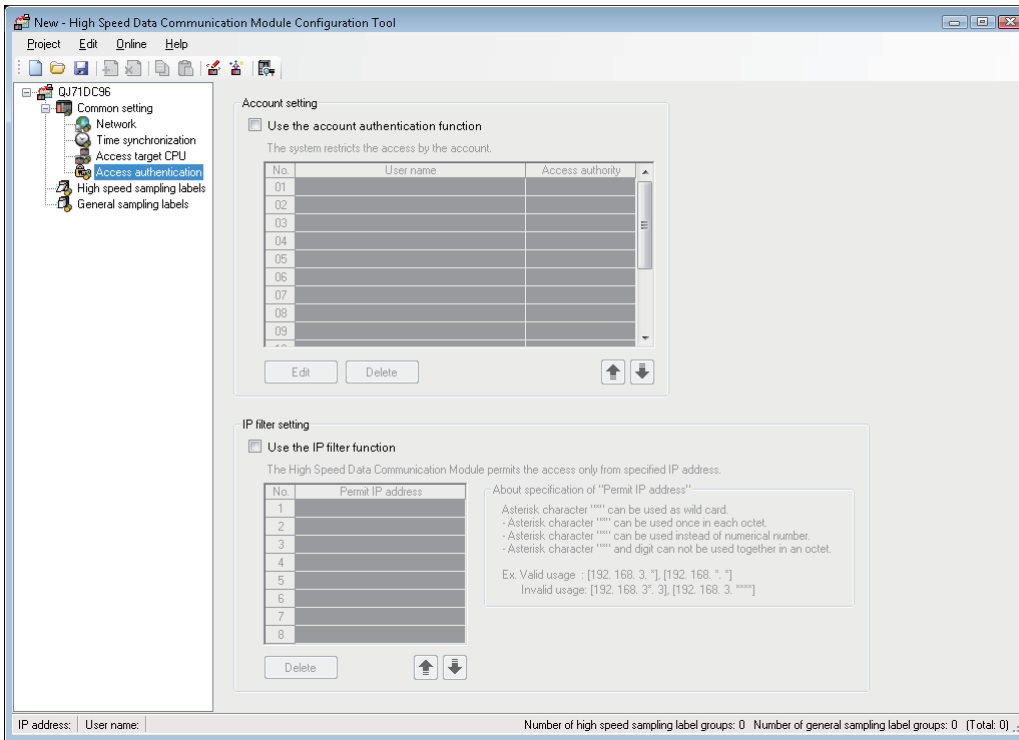 New - High Speed Data Communication Module Configuration Tool
Project Edit Online Help
QJ71DC96
Common setting
Network
Time synchronization
Access target CPU
Access authentication
High speed sampling labels
General sampling labels
Account setting
Use the account authentication function
The system restricts the access by the account.
No. User name Access authority
01
02
03
04
05
06
07
08
09
Edit Delete
IP filter setting
Use the IP filter function
The High Speed Data Communication Module permits the access only from specified IP address.
No. Permit IP address
1
2
3
4
5
6
7
8
Delete
About specification of "Permit IP address"
Asterisk character "*" can be used as wild card.
- Asterisk character "*" can be used once in each octet.
- Asterisk character "*" can be used instead of numerical number.
- Asterisk character "*" and digit can not be used together in an octet.
Ex. Valid usage : [192. 168. 3. *], [192. 168. *. *]
Invalid usage: [192. 168. 3*. 3], [192. 168. 3. ***]
IP address: User name: Number of high speed sampling label groups: 0 Number of general sampling label groups: 0 (Total: 0)